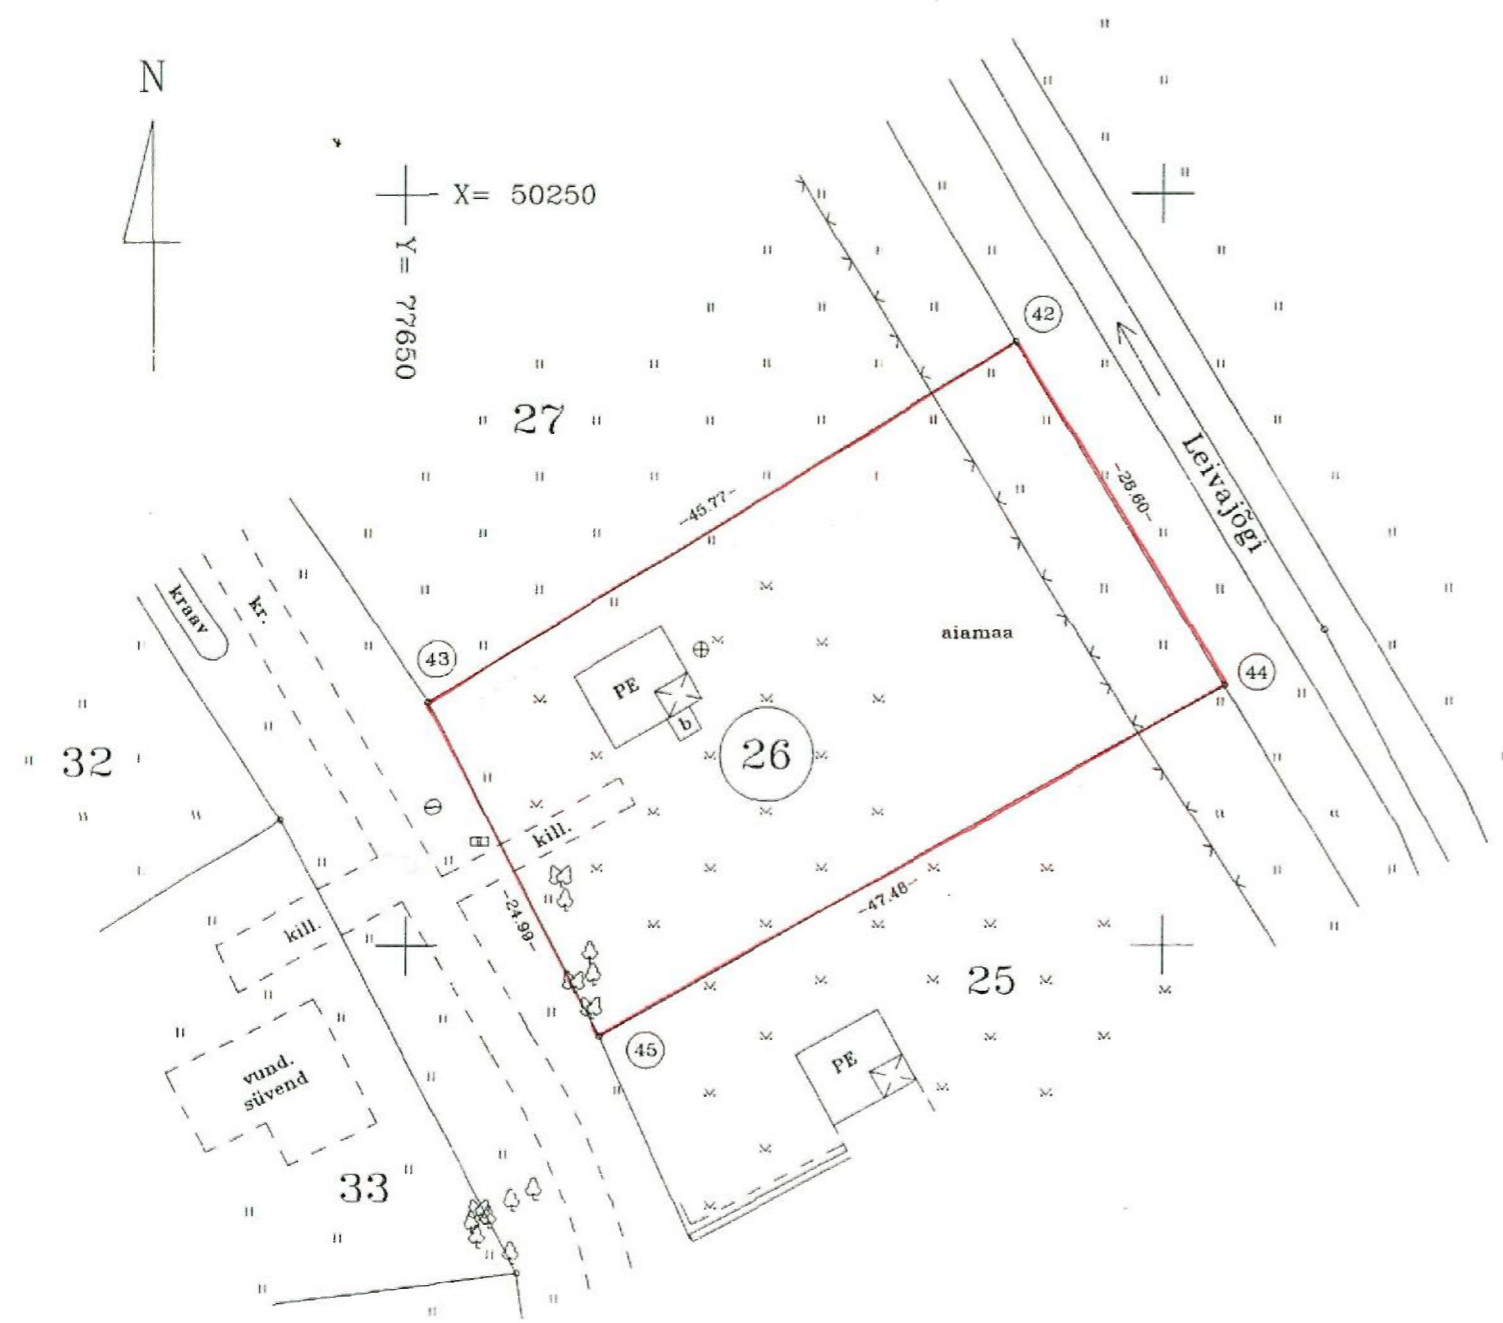 N
X= 50250
Y= 77650
42
27
-45.77-
-26.60-
Leivajõgi
kraav
kr.
43
aiamaa
PE
b
44
32
26
kill.
-24.99-
-47.48-
kill.
25
45
PE
vund.
süvend
33